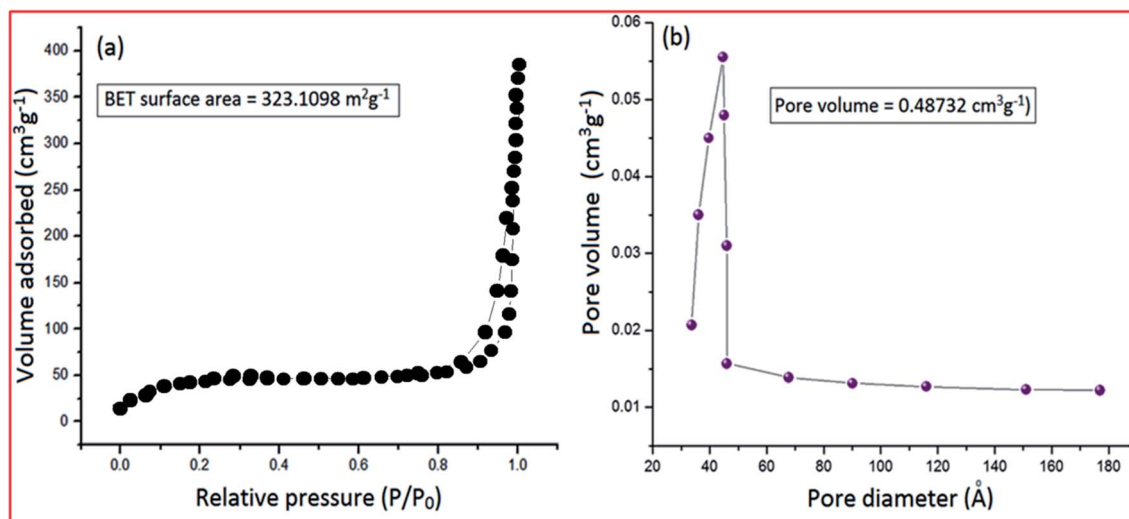 (a)
BET surface area = 323.1098 m²g⁻¹
Volume adsorbed (cm³g⁻¹)
400
350
300
250
200
150
100
50
0
0.0 0.2 0.4 0.6 0.8 1.0
Relative pressure (P/P₀)
(b)
Pore volume = 0.48732 cm³g⁻¹)
Pore volume (cm³g⁻¹)
0.06
0.05
0.04
0.03
0.02
0.01
20 40 60 80 100 120 140 160 180
Pore diameter (Å)